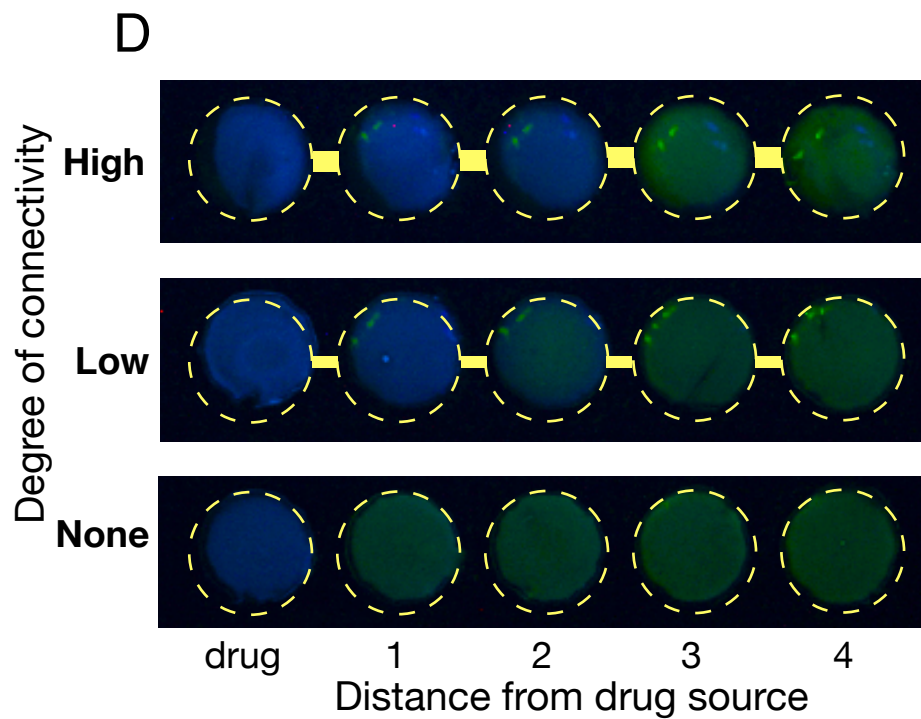 D
Degree of connectivity
High
Low
None
drug 1 2 3 4
Distance from drug source